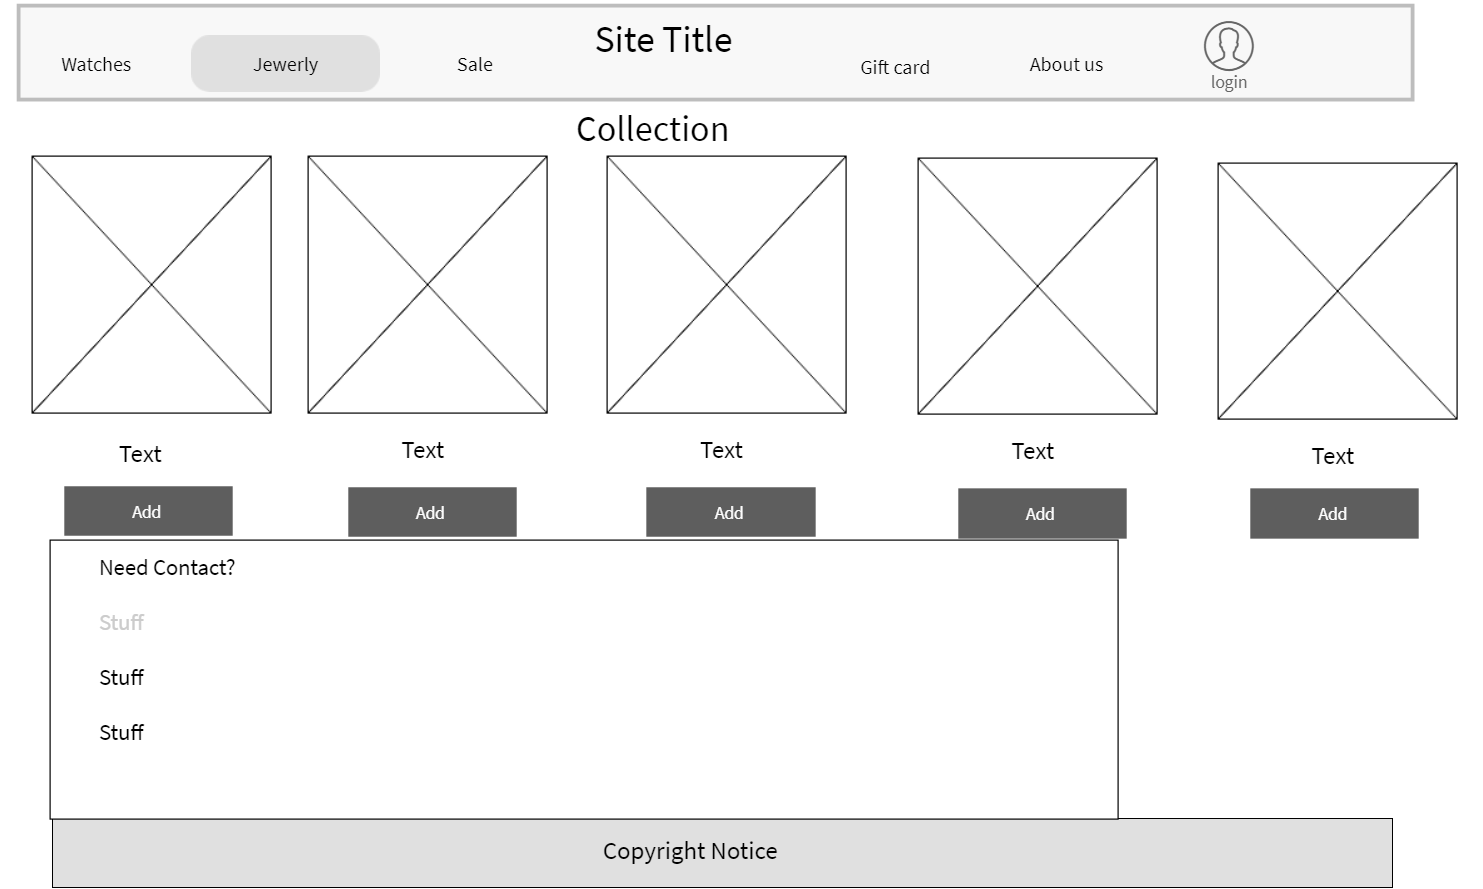 Site Title
Watches Jewerly Sale Gift card About us
login
Collection
Text Text Text Text Text
Add Add Add Add Add
Need Contact?
Stuff
Stuff
Stuff
Copyright Notice